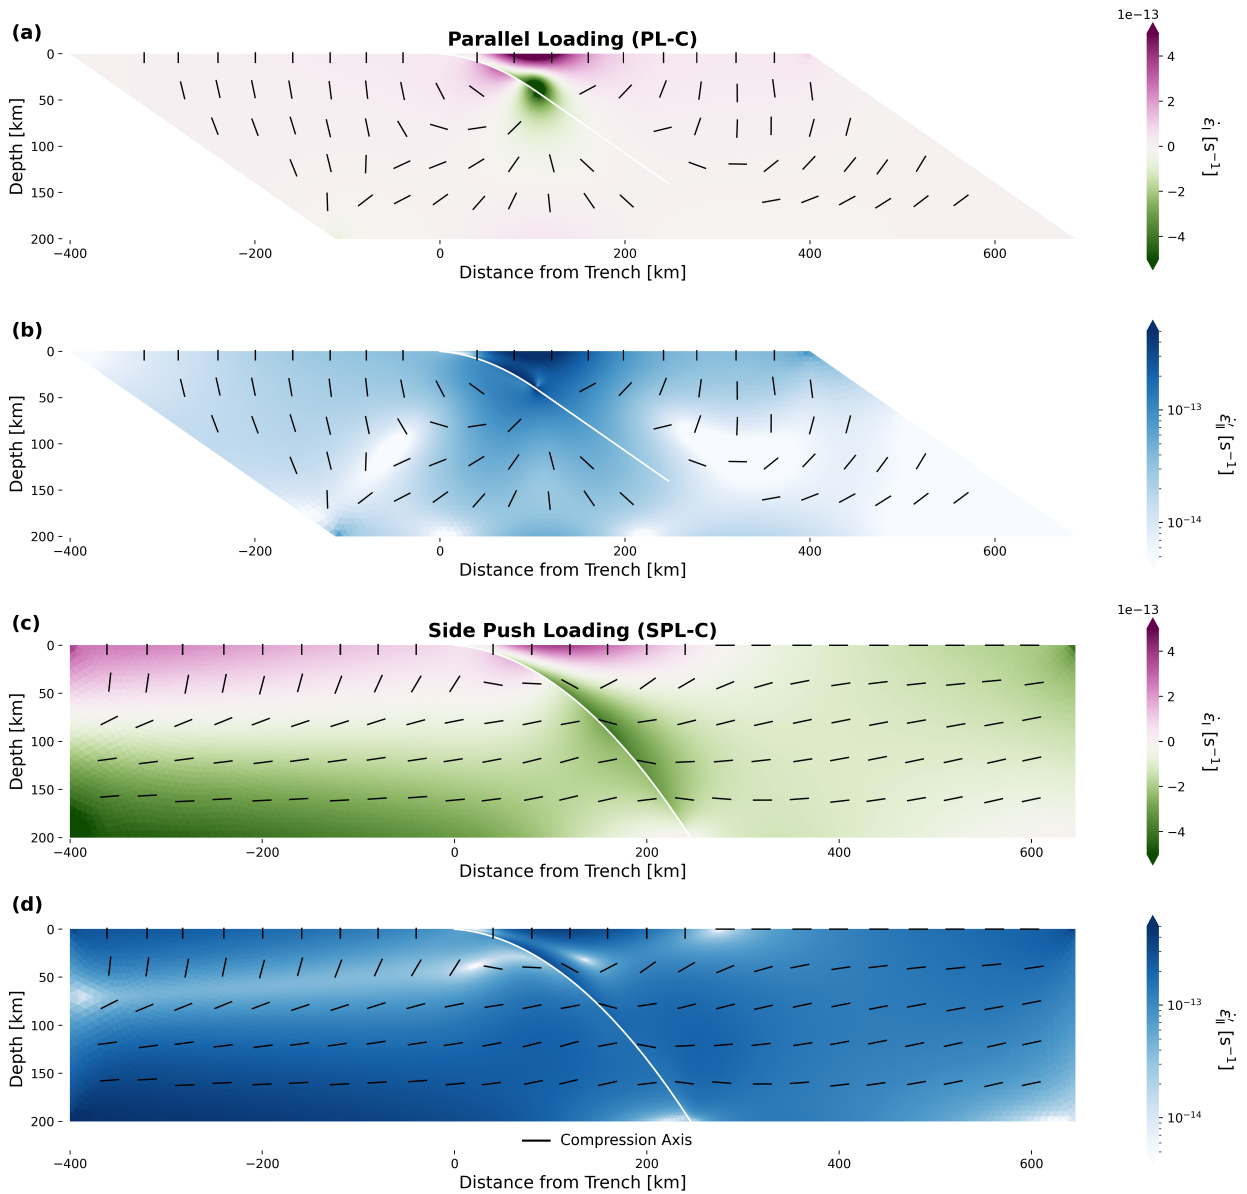 (a)
Parallel Loading (PL-C)
1e−13
Depth [km]
0
50
100
150
200
−400
−200
0
200
400
600
Distance from Trench [km]
4
2
0
−2
−4
ε̇I [s−1]
(b)
Depth [km]
0
50
100
150
200
−400
−200
0
200
400
600
Distance from Trench [km]
10−13
10−14
ε̇′II [s−1]
(c)
Side Push Loading (SPL-C)
1e−13
Depth [km]
0
50
100
150
200
−400
−200
0
200
400
600
Distance from Trench [km]
4
2
0
−2
−4
ε̇I [s−1]
(d)
Depth [km]
0
50
100
150
200
Compression Axis
−400
−200
0
200
400
600
Distance from Trench [km]
10−13
10−14
ε̇′II [s−1]